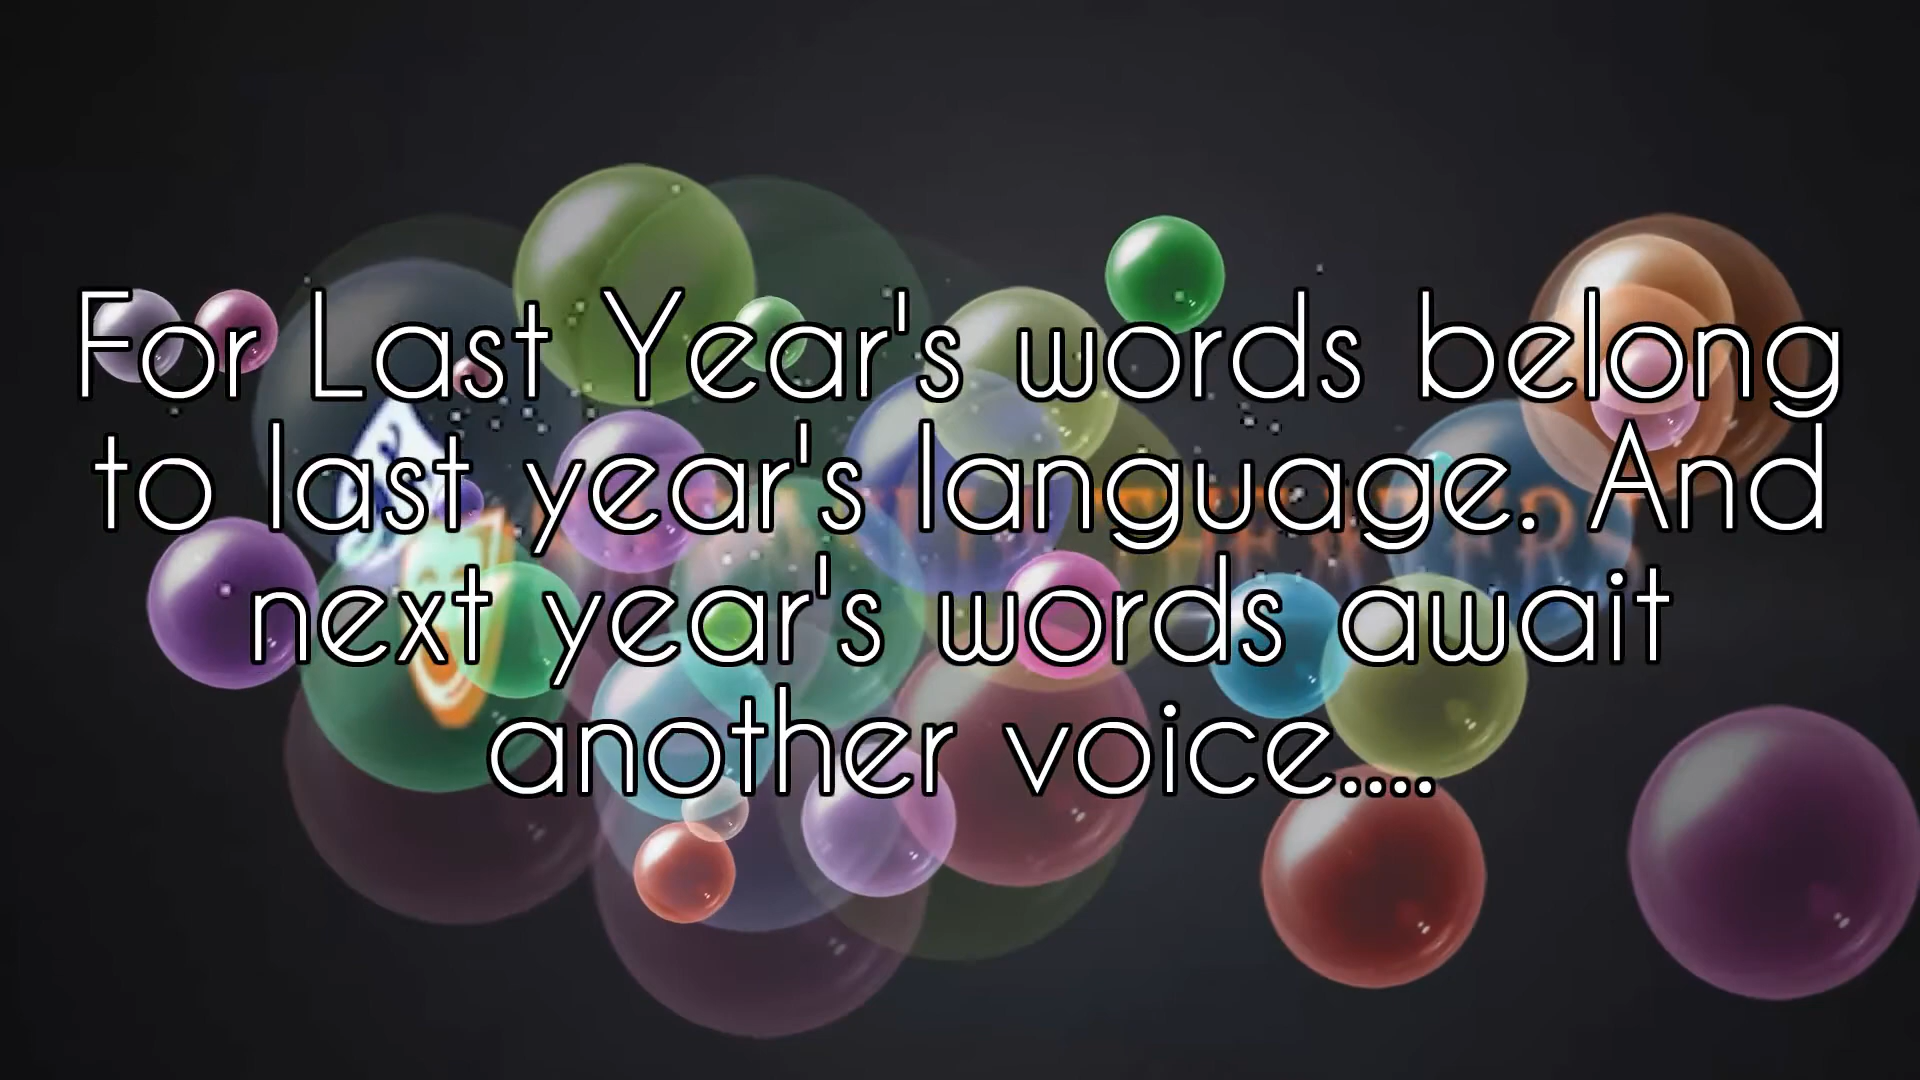 For Last Year's words belong
to last year's language. And
next year's words await
another voice....